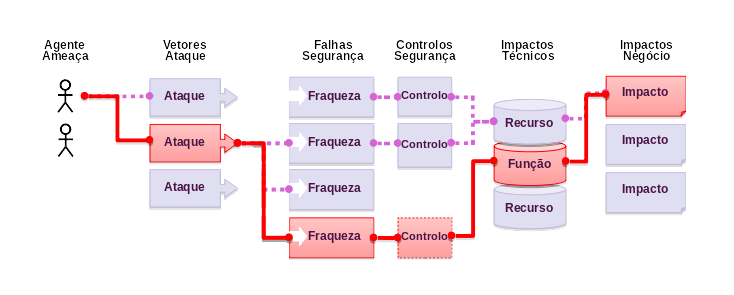 Agente
Ameaça
Vetores
Ataque
Falhas
Segurança
Controlos
Segurança
Impactos
Técnicos
Impactos
Negócio
Ataque
Fraqueza
Controlo
Recurso
Impacto
Ataque
Fraqueza
Controlo
Função
Impacto
Ataque
Fraqueza
Recurso
Impacto
Fraqueza
Controlo